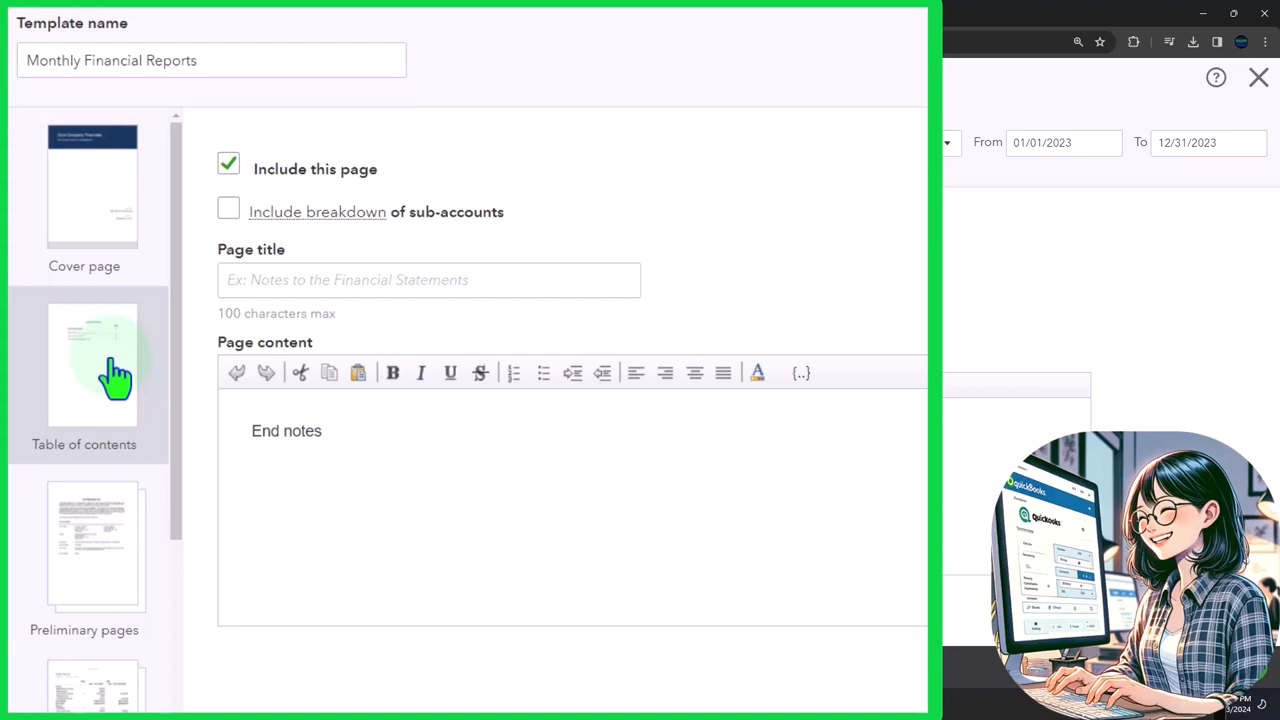 Template name
Monthly Financial Reports
From 01/01/2023 To 12/31/2023
Include this page
Cover page
Include breakdown of sub-accounts
Page title
Ex: Notes to the Financial Statements
100 characters max
Page content
B I U S A {..}
End notes
Table of contents
Preliminary pages
quickBooks.
Quickooks
PM